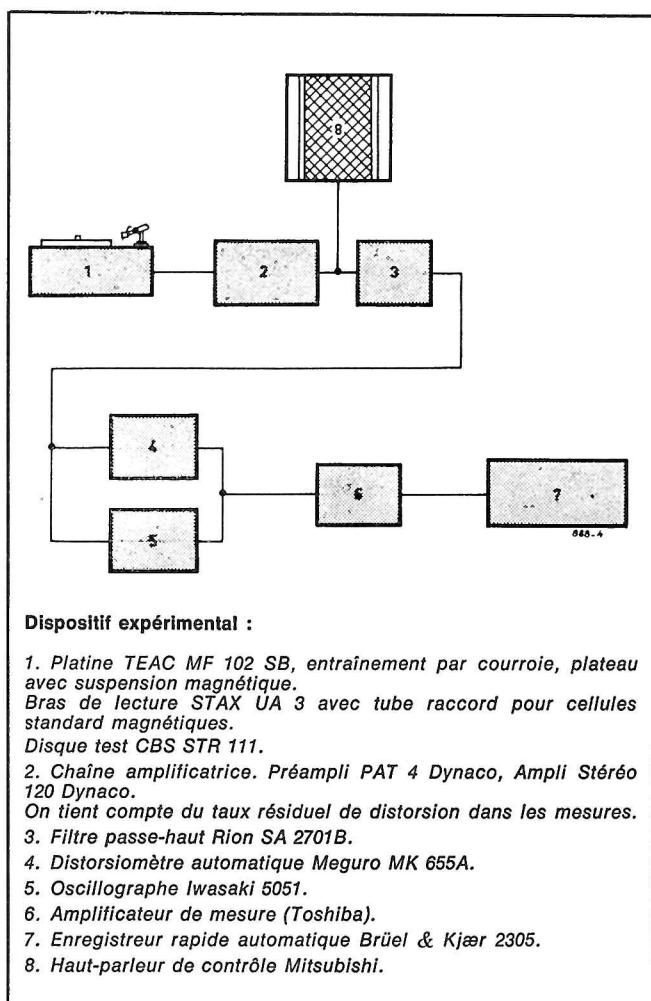 8
1
2
3
4
5
6
7
868-4
Dispositif expérimental :
1. Platine TEAC MF 102 SB, entraînement par courroie, plateau
avec suspension magnétique.
Bras de lecture STAX UA 3 avec tube raccord pour cellules
standard magnétiques.
Disque test CBS STR 111.
2. Chaîne amplificatrice. Préampli PAT 4 Dynaco, Ampli Stéréo
120 Dynaco.
On tient compte du taux résiduel de distorsion dans les mesures.
3. Filtre passe-haut Rion SA 2701B.
4. Distorsiomètre automatique Meguro MK 655A.
5. Oscillographe Iwasaki 5051.
6. Amplificateur de mesure (Toshiba).
7. Enregistreur rapide automatique Brüel & Kjær 2305.
8. Haut-parleur de contrôle Mitsubishi.